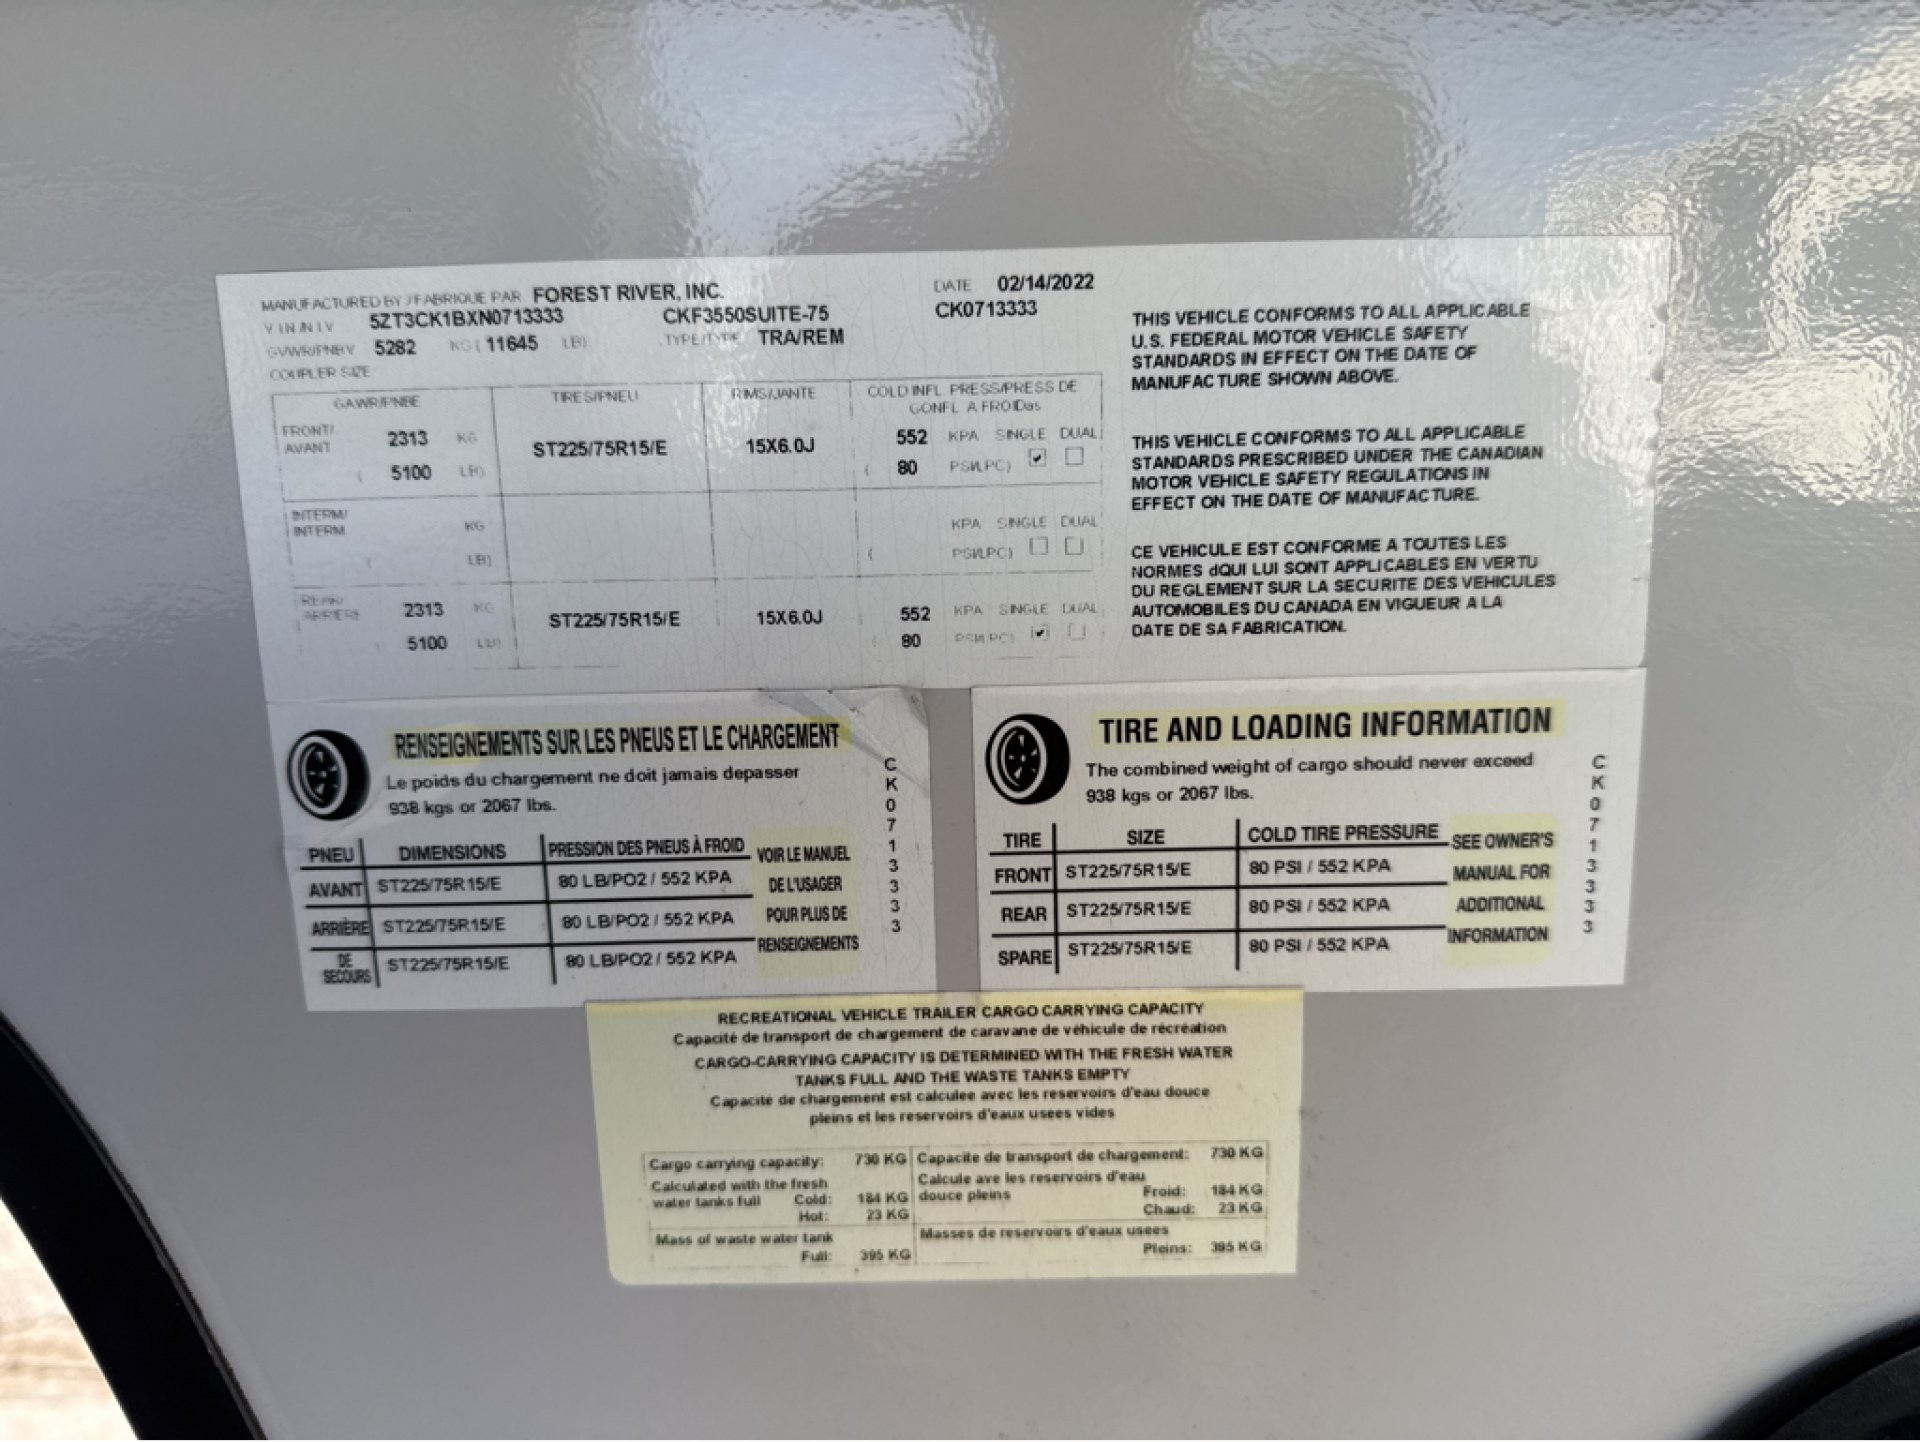 MANUFACTURED BY / FABRIQUE PAR FOREST RIVER, INC. DATE 02/14/2022
V I N /N I V 5ZT3CK1BXN0713333 CKF3550SUITE-75 CK0713333
GVWR/PNBV 5282 KG ( 11645 LB) TYPE/TYPE TRA/REM
COUPLER SIZE
GAWR/PNBE TIRES/PNEU RIMS/JANTE COLD INFL PRESS/PRESS DE
GONFL A FROIDas
FRONT/
AVANT 2313 KG ST225/75R15/E 15X6.0J 552 KPA SINGLE DUAL
( 5100 LB) ( 80 PSI/LPC) ✔
INTERM/
INTERM KG KPA SINGLE DUAL
( LB) ( PSI/LPC)
REAR/
ARRIERE 2313 KG ST225/75R15/E 15X6.0J 552 KPA SINGLE DUAL
( 5100 LB) ( 80 PSI/LPC) ✔
THIS VEHICLE CONFORMS TO ALL APPLICABLE
U.S. FEDERAL MOTOR VEHICLE SAFETY
STANDARDS IN EFFECT ON THE DATE OF
MANUFACTURE SHOWN ABOVE.
THIS VEHICLE CONFORMS TO ALL APPLICABLE
STANDARDS PRESCRIBED UNDER THE CANADIAN
MOTOR VEHICLE SAFETY REGULATIONS IN
EFFECT ON THE DATE OF MANUFACTURE.
CE VEHICULE EST CONFORME A TOUTES LES
NORMES dQUI LUI SONT APPLICABLES EN VERTU
DU REGLEMENT SUR LA SECURITE DES VEHICULES
AUTOMOBILES DU CANADA EN VIGUEUR A LA
DATE DE SA FABRICATION.
RENSEIGNEMENTS SUR LES PNEUS ET LE CHARGEMENT
Le poids du chargement ne doit jamais depasser
938 kgs or 2067 lbs.
PNEU DIMENSIONS PRESSION DES PNEUS À FROID
AVANT ST225/75R15/E 80 LB/PO2 / 552 KPA
ARRIÈRE ST225/75R15/E 80 LB/PO2 / 552 KPA
DE
SECOURS ST225/75R15/E 80 LB/PO2 / 552 KPA
VOIR LE MANUEL
DE L'USAGER
POUR PLUS DE
RENSEIGNEMENTS
CK0713333
TIRE AND LOADING INFORMATION
The combined weight of cargo should never exceed
938 kgs or 2067 lbs.
TIRE SIZE COLD TIRE PRESSURE
FRONT ST225/75R15/E 80 PSI / 552 KPA
REAR ST225/75R15/E 80 PSI / 552 KPA
SPARE ST225/75R15/E 80 PSI / 552 KPA
SEE OWNER'S
MANUAL FOR
ADDITIONAL
INFORMATION
CK0713333
RECREATIONAL VEHICLE TRAILER CARGO CARRYING CAPACITY
Capacité de transport de chargement de caravane de véhicule de récréation
CARGO-CARRYING CAPACITY IS DETERMINED WITH THE FRESH WATER
TANKS FULL AND THE WASTE TANKS EMPTY
Capacité de chargement est calculee avec les reservoirs d'eau douce
pleins et les reservoirs d'eaux usees vides
Cargo carrying capacity: 730 KG
Calculated with the fresh
water tanks full Cold: 184 KG
Hot: 23 KG
Mass of waste water tank
Full: 395 KG
Capacite de transport de chargement: 730 KG
Calcule ave les reservoirs d'eau
douce pleins Froid: 184 KG
Chaud: 23 KG
Masses de reservoirs d'eaux usees
Pleins: 395 KG